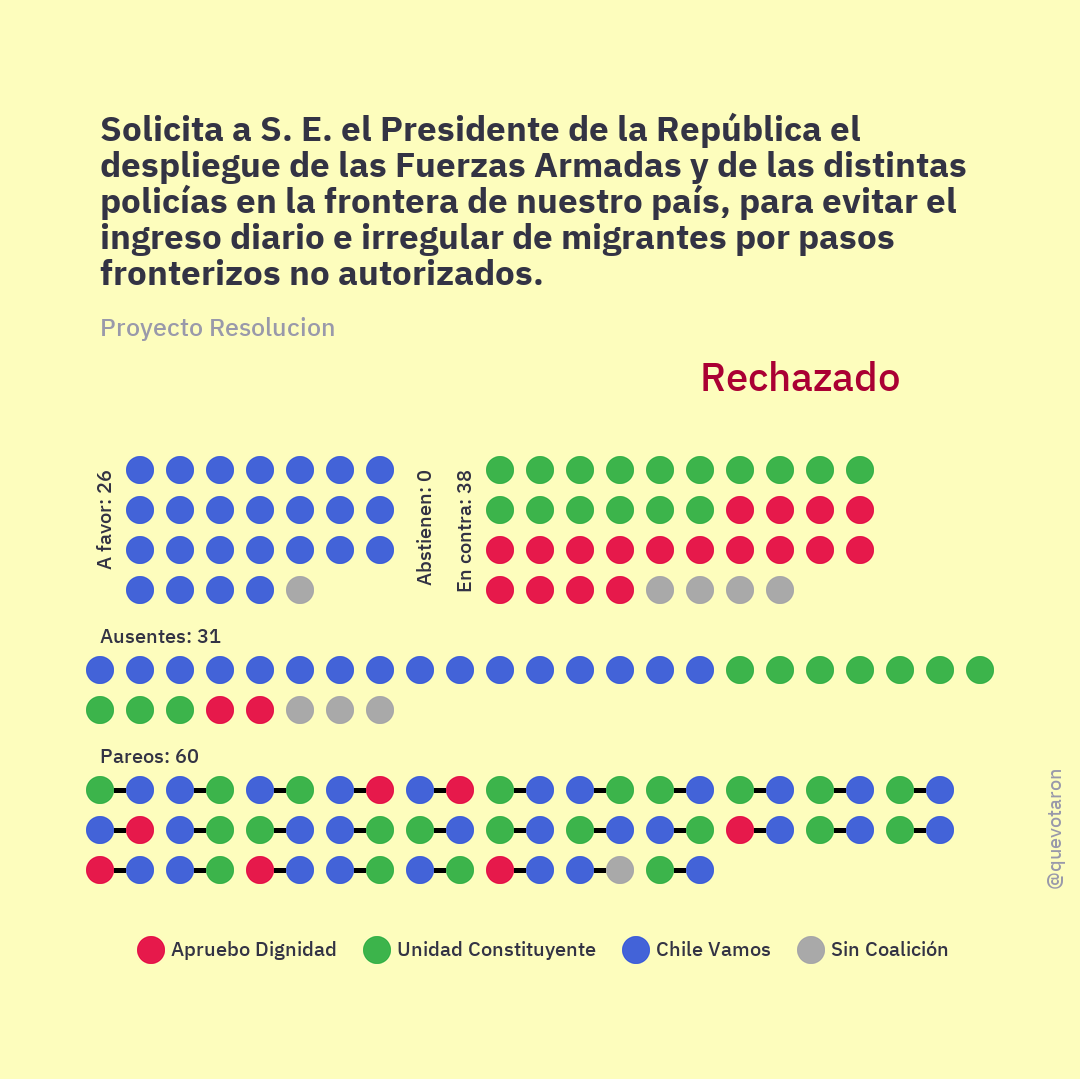 Solicita a S. E. el Presidente de la República el
despliegue de las Fuerzas Armadas y de las distintas
policías en la frontera de nuestro país, para evitar el
ingreso diario e irregular de migrantes por pasos
fronterizos no autorizados.
Proyecto Resolucion
Rechazado
A favor: 26
Abstienen: 0
En contra: 38
Ausentes: 31
Pareos: 60
@quevotaron
Apruebo Dignidad
Unidad Constituyente
Chile Vamos
Sin Coalición